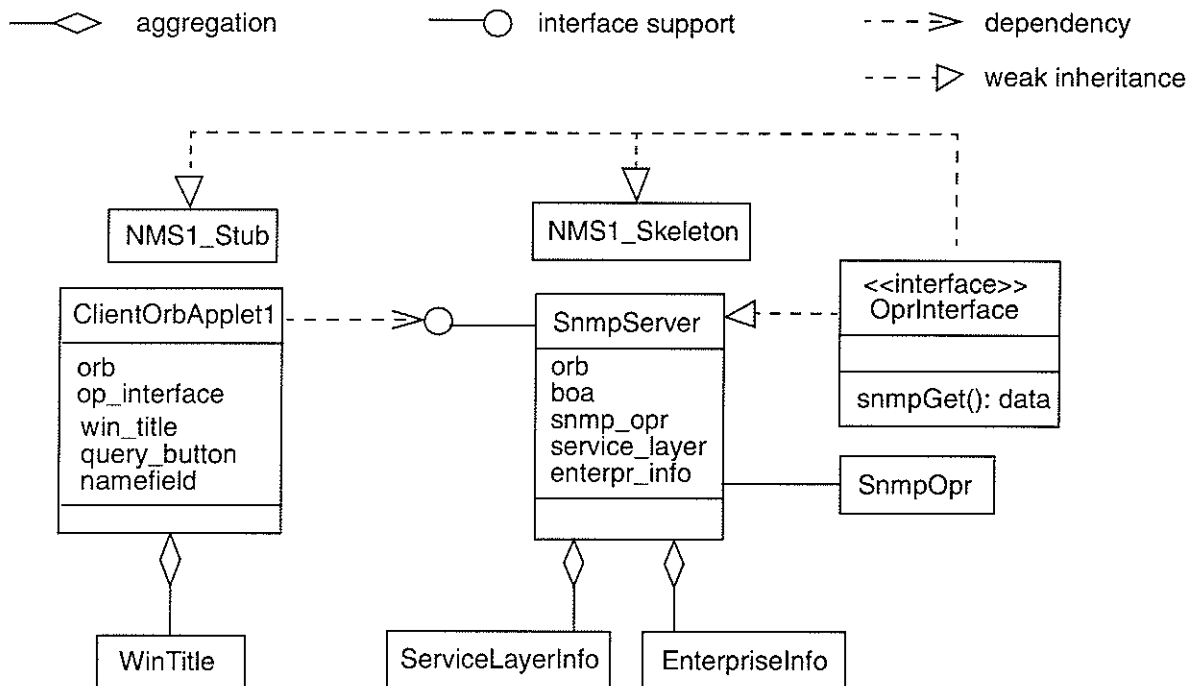 aggregation
interface support
dependency
weak inheritance
NMS1_Stub
NMS1_Skeleton
<<interface>>
OprInterface
snmpGet(): data
ClientOrbApplet1
orb
op_interface
win_title
query_button
namefield
SnmpServer
orb
boa
snmp_opr
service_layer
enterpr_info
SnmpOpr
WinTitle
ServiceLayerInfo
EnterpriseInfo